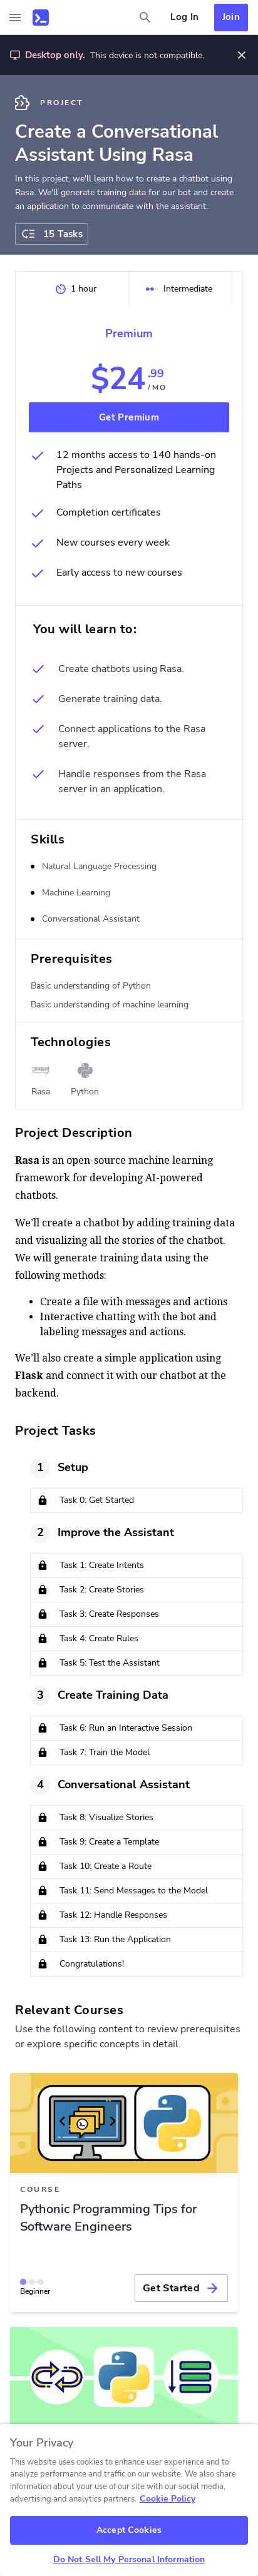 Log In
Join
Desktop only. This device is not compatible.
PROJECT
Create a Conversational
Assistant Using Rasa
In this project, we'll learn how to create a chatbot using
Rasa. We'll generate training data for our bot and create
an application to communicate with the assistant.
15 Tasks
1 hour
Intermediate
Premium
$24.99
/MO
Get Premium
12 months access to 140 hands-on
Projects and Personalized Learning
Paths
Completion certificates
New courses every week
Early access to new courses
You will learn to:
Create chatbots using Rasa.
Generate training data.
Connect applications to the Rasa
server.
Handle responses from the Rasa
server in an application.
Skills
Natural Language Processing
Machine Learning
Conversational Assistant
Prerequisites
Basic understanding of Python
Basic understanding of machine learning
Technologies
Rasa
Python
Project Description
Rasa is an open-source machine learning
framework for developing AI-powered
chatbots.
We'll create a chatbot by adding training data
and visualizing all the stories of the chatbot.
We will generate training data using the
following methods:
Create a file with messages and actions
Interactive chatting with the bot and
labeling messages and actions.
We'll also create a simple application using
Flask and connect it with our chatbot at the
backend.
Project Tasks
1 Setup
Task 0: Get Started
2 Improve the Assistant
Task 1: Create Intents
Task 2: Create Stories
Task 3: Create Responses
Task 4: Create Rules
Task 5: Test the Assistant
3 Create Training Data
Task 6: Run an Interactive Session
Task 7: Train the Model
4 Conversational Assistant
Task 8: Visualize Stories
Task 9: Create a Template
Task 10: Create a Route
Task 11: Send Messages to the Model
Task 12: Handle Responses
Task 13: Run the Application
Congratulations!
Relevant Courses
Use the following content to review prerequisites
or explore specific concepts in detail.
COURSE
Pythonic Programming Tips for
Software Engineers
Beginner
Get Started
Your Privacy
This website uses cookies to enhance user experience and to
analyze performance and traffic on our website. We also share
information about your use of our site with our social media,
advertising and analytics partners. Cookie Policy
Accept Cookies
Do Not Sell My Personal Information